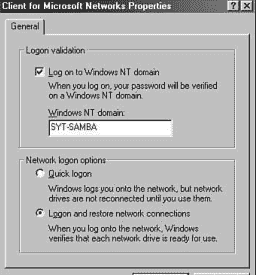 Client for Microsoft Networks Properties
General
Logon validation
Log on to Windows NT domain
When you log on, your password will be verified
on a Windows NT domain.
Windows NT domain:
SYT-SAMBA
Network logon options
Quick logon
Windows logs you onto the network, but network
drives are not reconnected until you use them.
Logon and restore network connections
When you log onto the network, Windows
verifies that each network drive is ready for use.